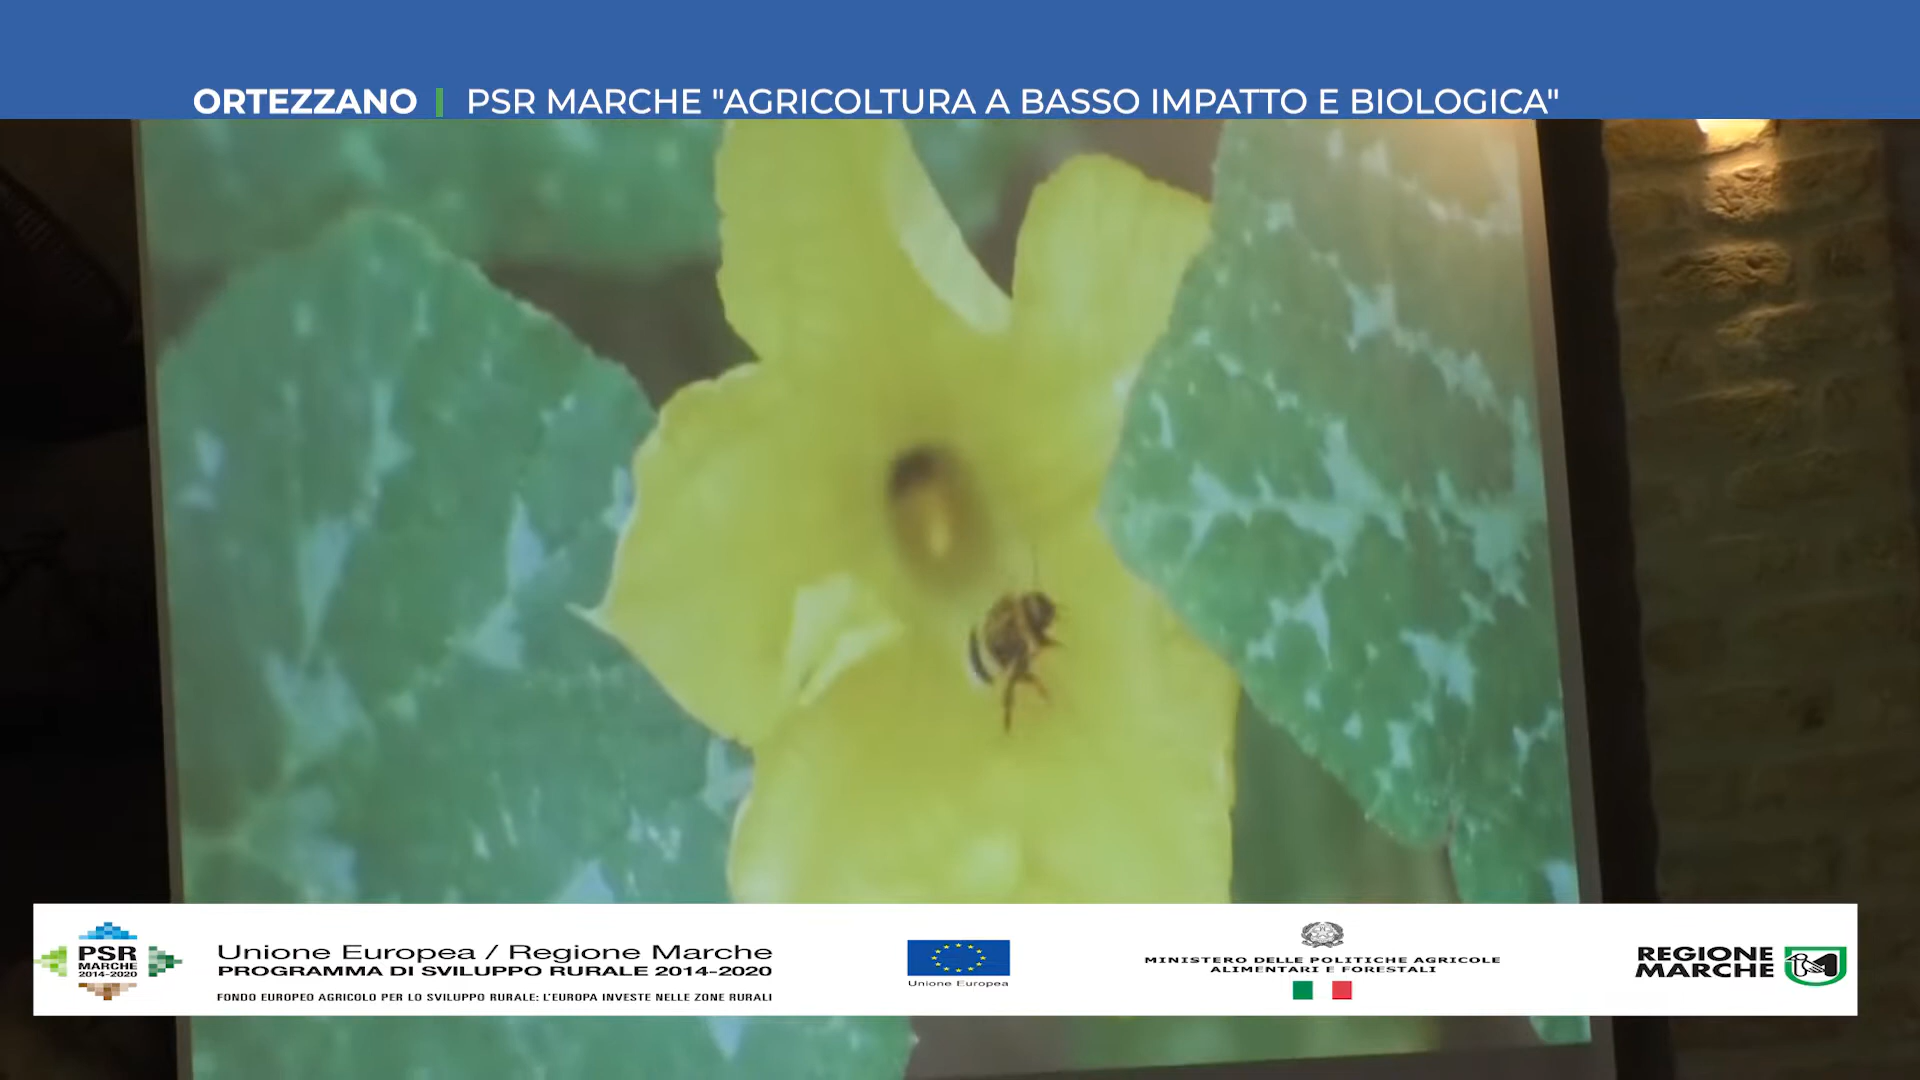 ORTEZZANO | PSR MARCHE "AGRICOLTURA A BASSO IMPATTO E BIOLOGICA"
PSR
MARCHE
2014-2020
Unione Europea / Regione Marche
PROGRAMMA DI SVILUPPO RURALE 2014-2020
FONDO EUROPEO AGRICOLO PER LO SVILUPPO RURALE: L'EUROPA INVESTE NELLE ZONE RURALI
Unione Europea
MINISTERO DELLE POLITICHE AGRICOLE
ALIMENTARI E FORESTALI
REGIONE
MARCHE